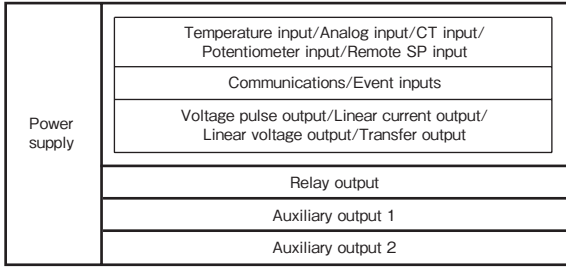 Power
supply
Temperature input/Analog input/CT input/
Potentiometer input/Remote SP input
Communications/Event inputs
Voltage pulse output/Linear current output/
Linear voltage output/Transfer output
Relay output
Auxiliary output 1
Auxiliary output 2